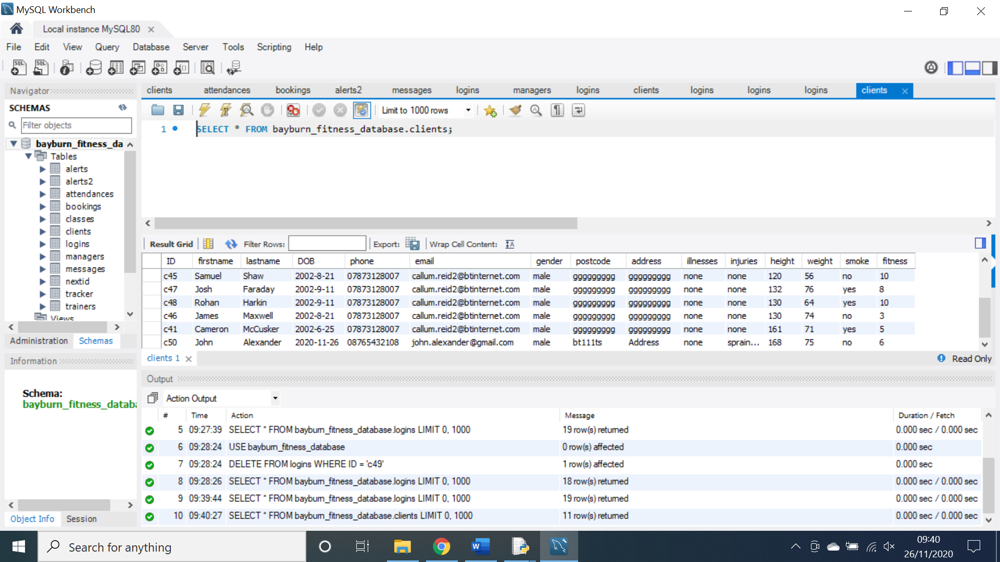 MySQL Workbench
Local instance MySQL80
File Edit View Query Database Server Tools Scripting Help
Navigator
SCHEMAS
Filter objects
bayburn_fitness_da
Tables
alerts
alerts2
attendances
bookings
classes
clients
logins
managers
messages
nextid
tracker
trainers
Views
Administration Schemas
Information
Schema:
bayburn_fitness_databa
Object Info Session
clients attendances bookings alerts2 messages logins managers logins clients logins logins logins clients
Limit to 1000 rows
1 SELECT * FROM bayburn_fitness_database.clients;
Result Grid Filter Rows: Export: Wrap Cell Content:
ID firstname lastname DOB phone email gender postcode address illnesses injuries height weight smoke fitness
c45 Samuel Shaw 2002-8-21 07873128007 callum.reid2@btinternet.com male ggggggggg ggggggggg none none 120 56 no 10
c47 Josh Faraday 2002-9-11 07873128007 callum.reid2@btinternet.com male ggggggggg ggggggggg none none 132 76 yes 8
c48 Rohan Harkin 2002-9-11 07873128007 callum.reid2@btinternet.com male ggggggggg ggggggggg none none 130 64 yes 10
c46 James Maxwell 2002-8-21 07873128007 callum.reid2@btinternet.com male ggggggggg ggggggggg none none 130 74 no 3
c41 Cameron McCusker 2002-6-25 07873128007 callum.reid2@btinternet.com male ggggggggg ggggggggg none none 161 71 yes 5
c50 John Alexander 2020-11-26 08765432108 john.alexander@gmail.com male bt111ts Address none sprain... 168 75 no 6
clients 1
Read Only
Output
Action Output
# Time Action Message Duration / Fetch
5 09:27:39 SELECT * FROM bayburn_fitness_database.logins LIMIT 0, 1000 19 row(s) returned 0.000 sec / 0.000 sec
6 09:28:24 USE bayburn_fitness_database 0 row(s) affected 0.000 sec
7 09:28:24 DELETE FROM logins WHERE ID = 'c49' 1 row(s) affected 0.000 sec
8 09:28:26 SELECT * FROM bayburn_fitness_database.logins LIMIT 0, 1000 18 row(s) returned 0.000 sec / 0.000 sec
9 09:39:44 SELECT * FROM bayburn_fitness_database.logins LIMIT 0, 1000 19 row(s) returned 0.000 sec / 0.000 sec
10 09:40:27 SELECT * FROM bayburn_fitness_database.clients LIMIT 0, 1000 11 row(s) returned 0.000 sec / 0.000 sec
Search for anything
09:40
26/11/2020